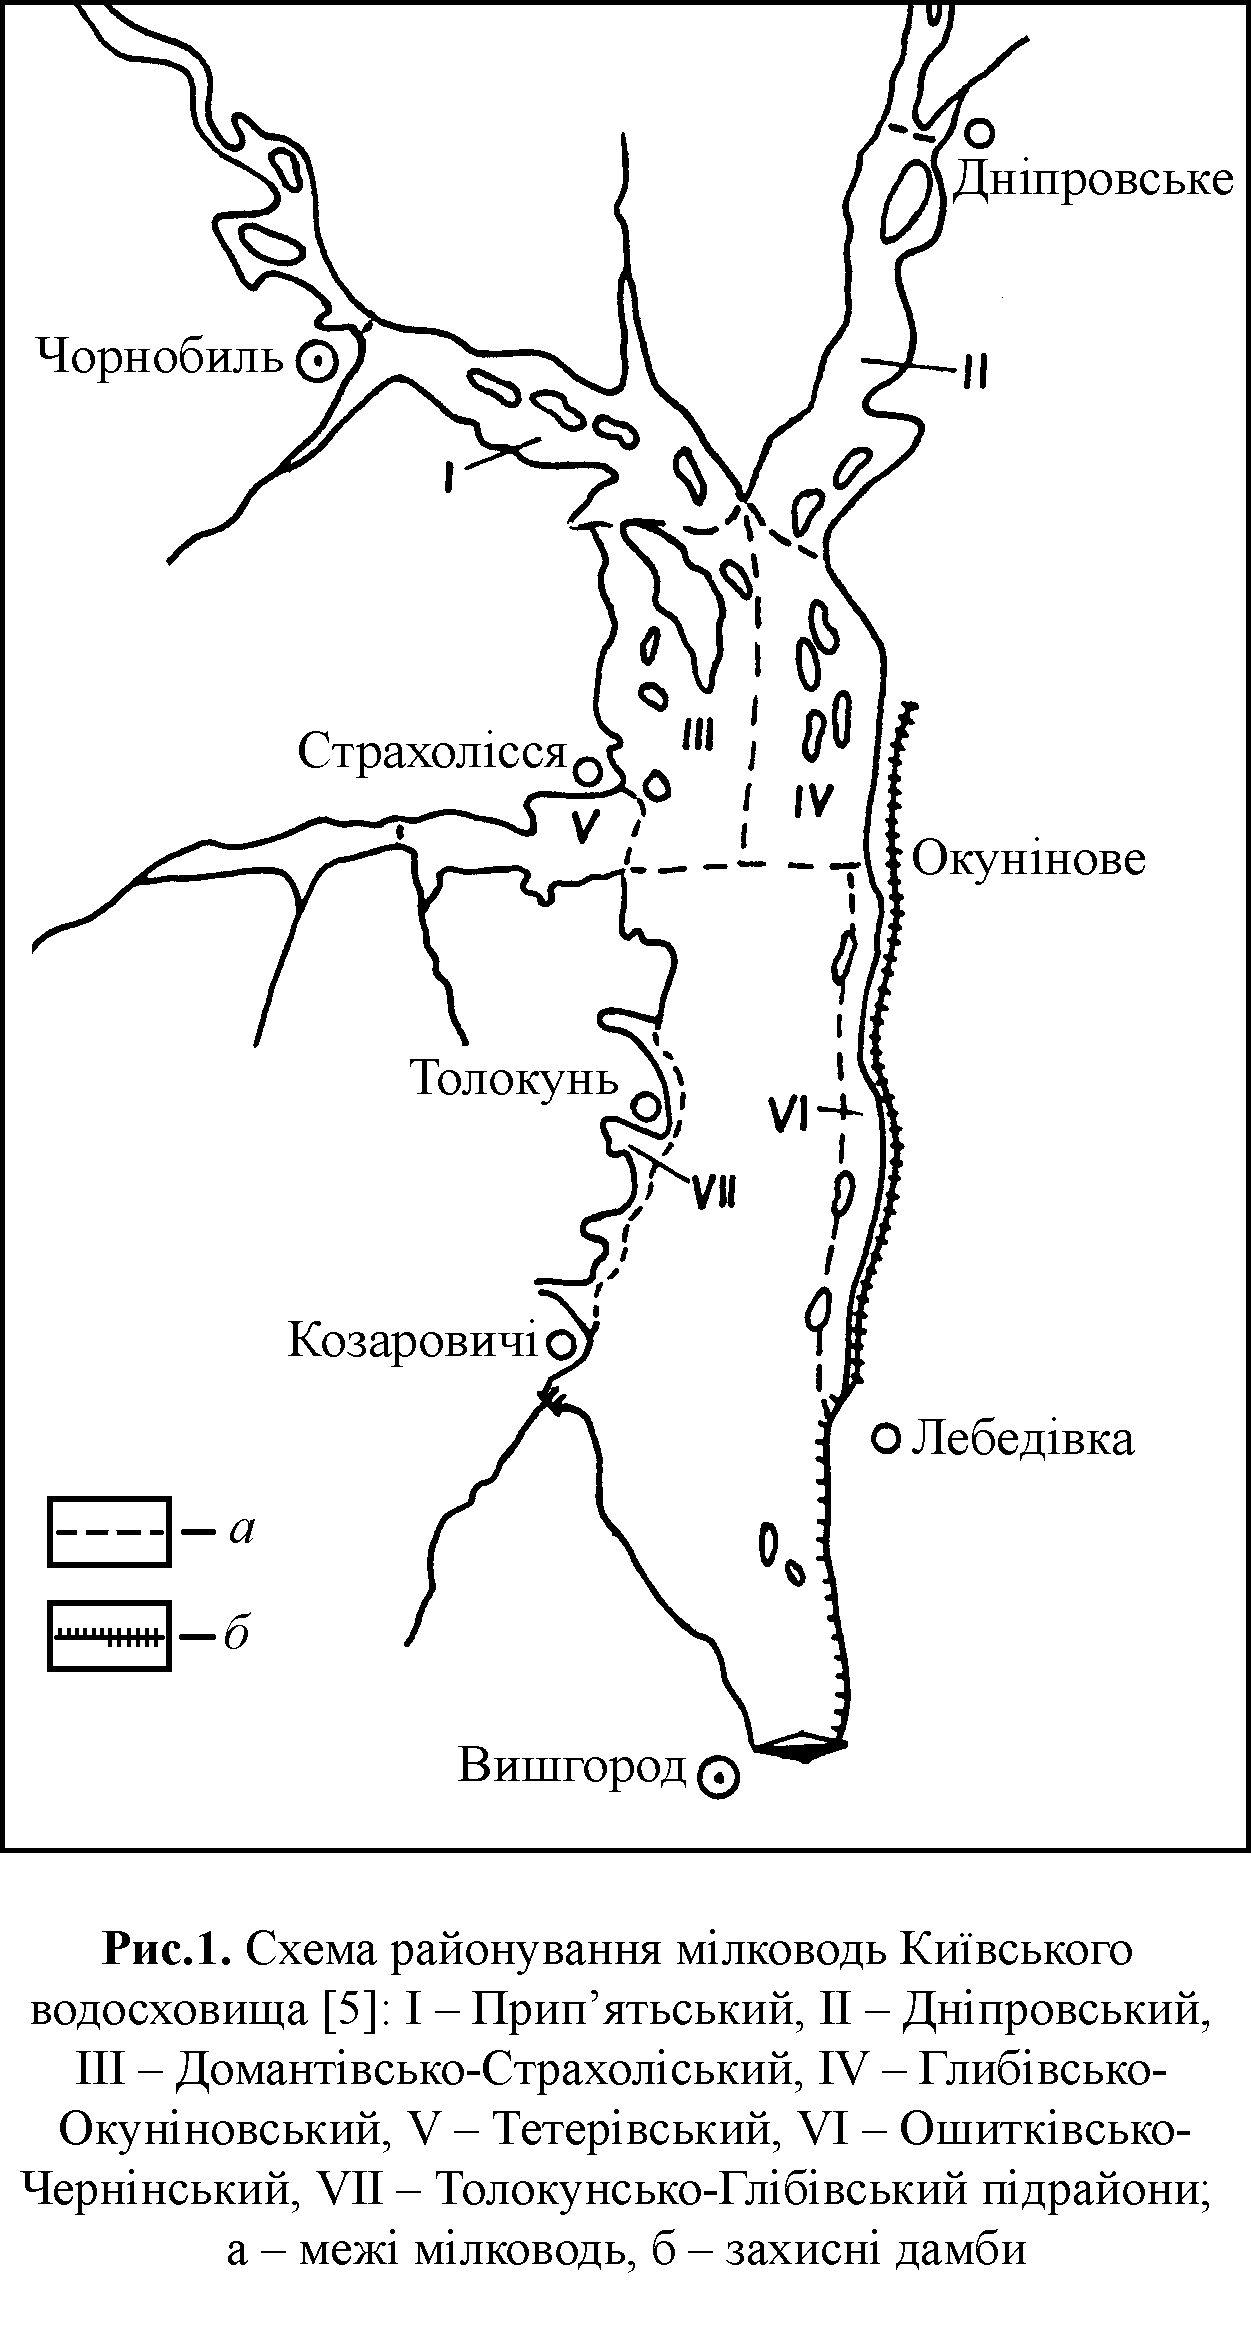 Дніпровське
Чорнобиль
II
I
III
Страхолісся
IV
V
Окунінове
Толокунь
VI
VII
Козаровичі
Лебедівка
а
б
Вишгород
Рис.1. Схема районування мілководь Київського
водосховища [5]: I – Прип’ятьський, II – Дніпровський,
III – Домантівсько-Страхоліський, IV – Глибівсько-
Окуніновський, V – Тетерівський, VI – Ошитківсько-
Чернінський, VII – Толокунсько-Глібівський підрайони;
а – межі мілководь, б – захисні дамби